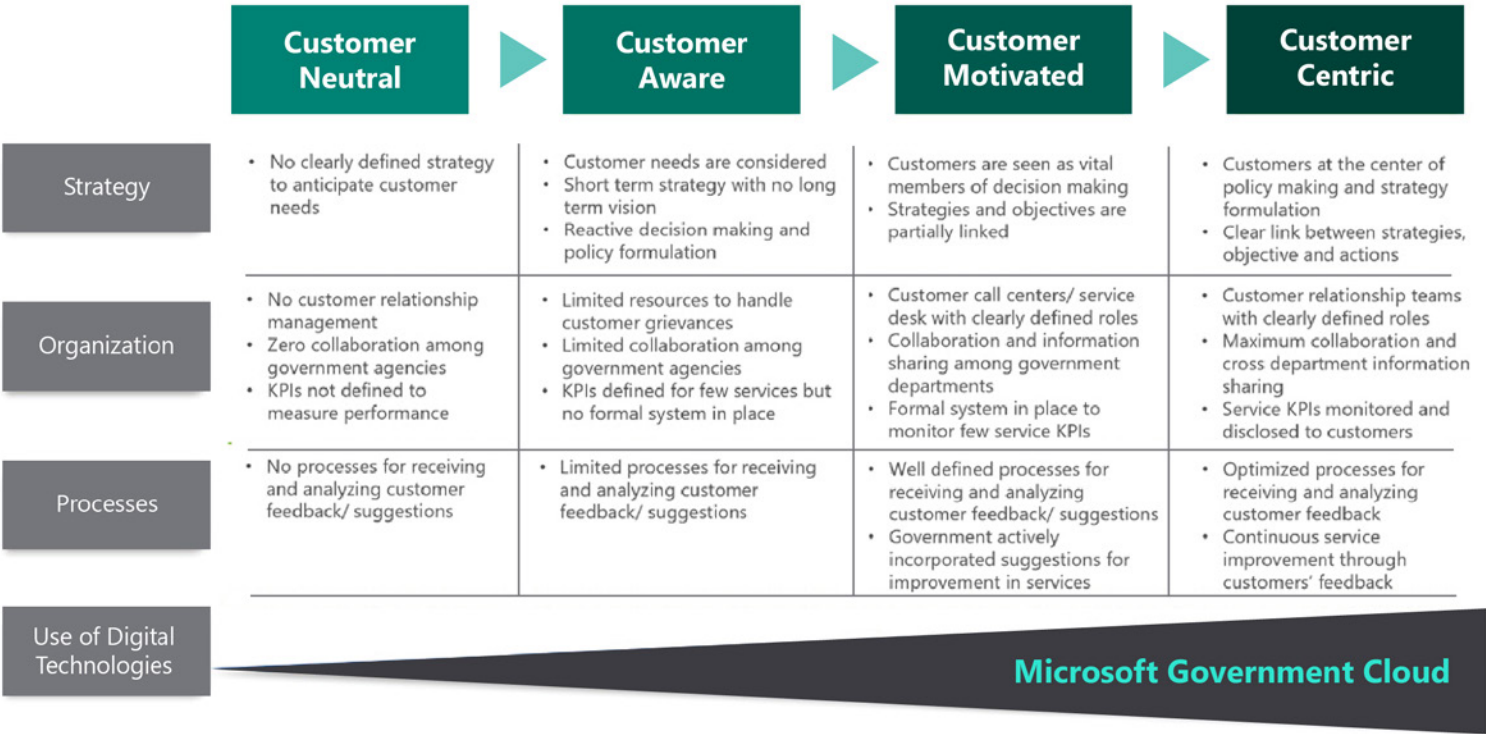 Customer
Neutral
Customer
Aware
Customer
Motivated
Customer
Centric
Strategy
• No clearly defined strategy
to anticipate customer
needs
• Customer needs are considered
• Short term strategy with no long
term vision
• Reactive decision making and
policy formulation
• Customers are seen as vital
members of decision making
• Strategies and objectives are
partially linked
• Customers at the center of
policy making and strategy
formulation
• Clear link between strategies,
objective and actions
Organization
• No customer relationship
management
• Zero collaboration among
government agencies
• KPIs not defined to
measure performance
• Limited resources to handle
customer grievances
• Limited collaboration among
government agencies
• KPIs defined for few services but
no formal system in place
• Customer call centers/ service
desk with clearly defined roles
• Collaboration and information
sharing among government
departments
• Formal system in place to
monitor few service KPIs
• Customer relationship teams
with clearly defined roles
• Maximum collaboration and
cross department information
sharing
• Service KPIs monitored and
disclosed to customers
Processes
• No processes for receiving
and analyzing customer
feedback/ suggestions
• Limited processes for receiving
and analyzing customer
feedback/ suggestions
• Well defined processes for
receiving and analyzing
customer feedback/ suggestions
• Government actively
incorporated suggestions for
improvement in services
• Optimized processes for
receiving and analyzing
customer feedback
• Continuous service
improvement through
customers' feedback
Use of Digital
Technologies
Microsoft Government Cloud